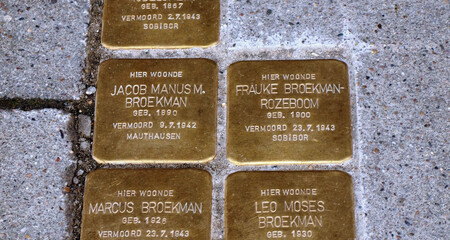 GEB. 1867
VERMOORD 2.7.1943
SOBIBOR
HIER WOONDE
JACOB MANUS M.
BROEKMAN
GEB. 1890
VERMOORD 9.7.1942
MAUTHAUSEN
HIER WOONDE
FRAUKE BROEKMAN-
ROZEBOOM
GEB. 1900
VERMOORD 23.7.1943
SOBIBOR
HIER WOONDE
MARCUS BROEKMAN
GEB. 1926
VERMOORD 23.7.1943
HIER WOONDE
LEO MOSES
BROEKMAN
GEB. 1930